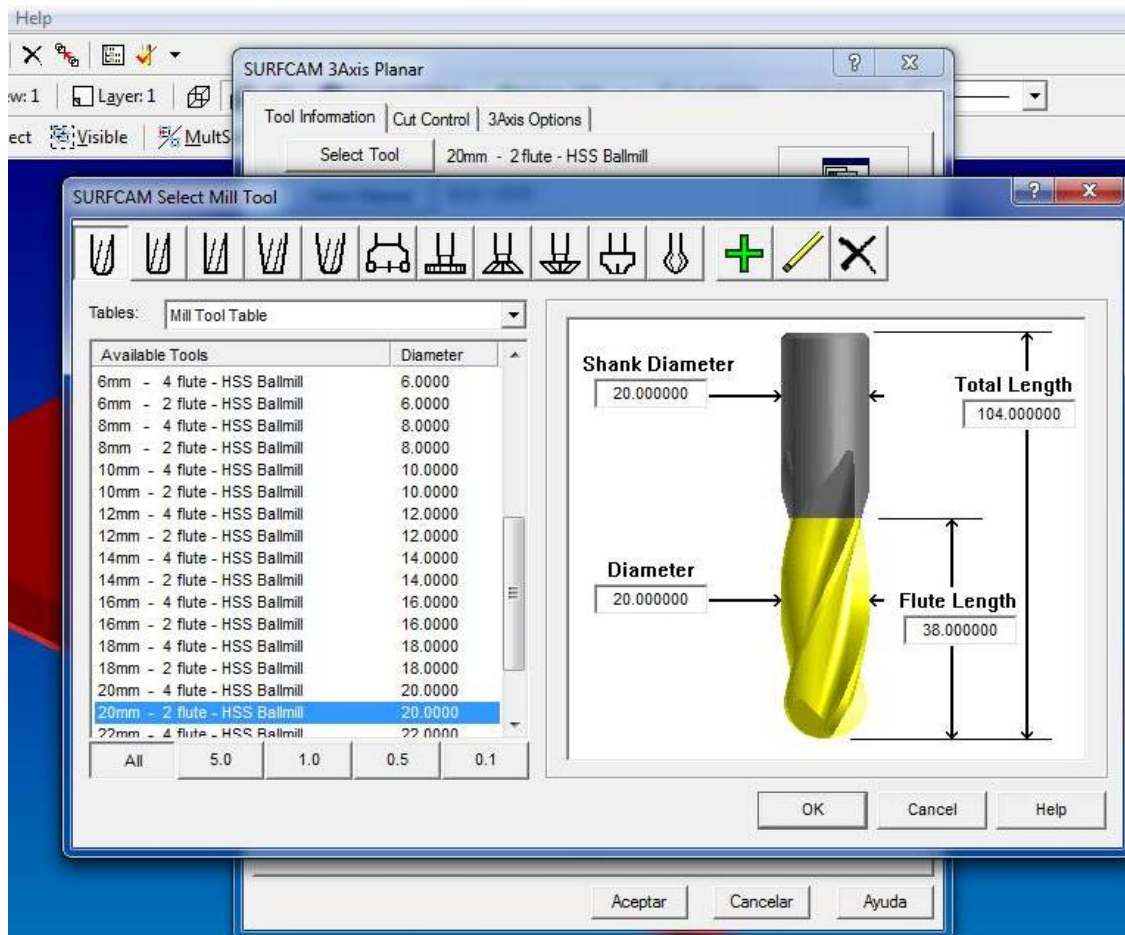 Help
w: 1 Layer: 1
SURFCAM 3Axis Planar
ect Visible MultS
Tool Information Cut Control 3Axis Options
Select Tool 20mm - 2 flute - HSS Ballmill
SURFCAM Select Mill Tool
Tables: Mill Tool Table
Available Tools Diameter
6mm - 4 flute - HSS Ballmill 6.0000
6mm - 2 flute - HSS Ballmill 6.0000
8mm - 4 flute - HSS Ballmill 8.0000
8mm - 2 flute - HSS Ballmill 8.0000
10mm - 4 flute - HSS Ballmill 10.0000
10mm - 2 flute - HSS Ballmill 10.0000
12mm - 4 flute - HSS Ballmill 12.0000
12mm - 2 flute - HSS Ballmill 12.0000
14mm - 4 flute - HSS Ballmill 14.0000
14mm - 2 flute - HSS Ballmill 14.0000
16mm - 4 flute - HSS Ballmill 16.0000
16mm - 2 flute - HSS Ballmill 16.0000
18mm - 4 flute - HSS Ballmill 18.0000
18mm - 2 flute - HSS Ballmill 18.0000
20mm - 4 flute - HSS Ballmill 20.0000
20mm - 2 flute - HSS Ballmill 20.0000
22mm - 4 flute - HSS Ballmill 22.0000
All 5.0 1.0 0.5 0.1
Shank Diameter
20.000000
Total Length
104.000000
Diameter
20.000000
Flute Length
38.000000
OK Cancel Help
Aceptar Cancelar Ayuda